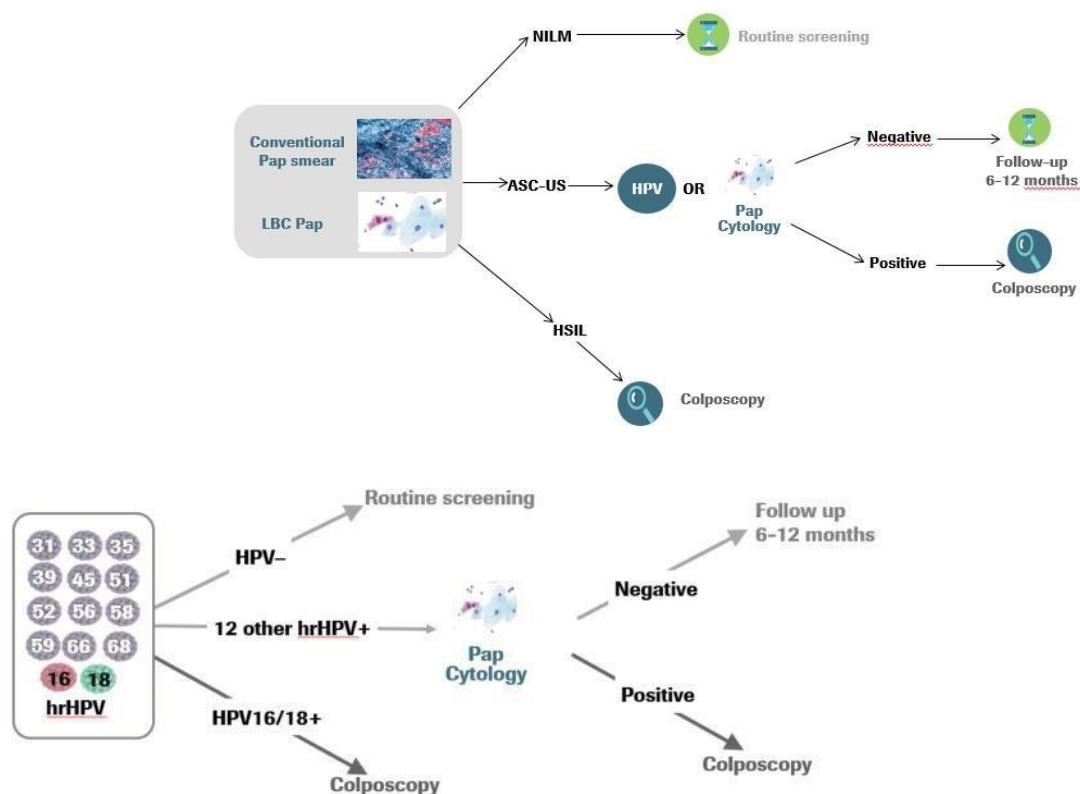 NILM
Routine screening
Conventional
Pap smear
LBC Pap
ASC-US
HPV
OR
Pap
Cytology
Negative
Follow-up
6-12 months
Positive
Colposcopy
HSIL
Colposcopy
31 33 35
39 45 51
52 56 58
59 66 68
16 18
hrHPV
HPV–
Routine screening
12 other hrHPV+
Pap
Cytology
HPV16/18+
Colposcopy
Negative
Follow up
6-12 months
Positive
Colposcopy